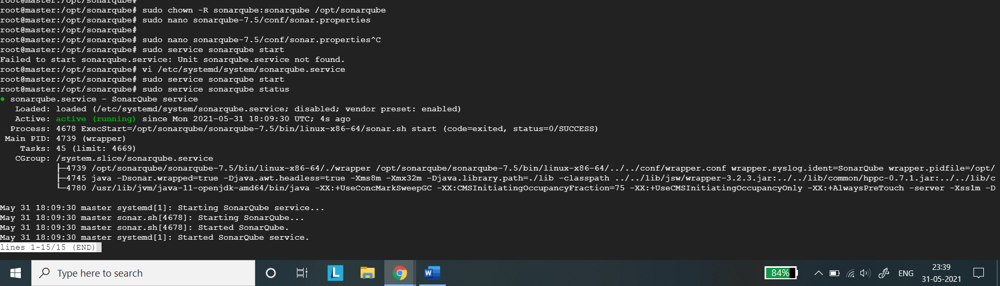 root@master:/opt/sonarqube#
root@master:/opt/sonarqube# sudo chown -R sonarqube:sonarqube /opt/sonarqube
root@master:/opt/sonarqube# sudo nano sonarqube-7.5/conf/sonar.properties
root@master:/opt/sonarqube#
root@master:/opt/sonarqube# sudo nano sonarqube-7.5/conf/sonar.properties^C
root@master:/opt/sonarqube# sudo service sonarqube start
Failed to start sonarqube.service: Unit sonarqube.service not found.
root@master:/opt/sonarqube# vi /etc/systemd/system/sonarqube.service
root@master:/opt/sonarqube# sudo service sonarqube start
root@master:/opt/sonarqube# sudo service sonarqube status
● sonarqube.service - SonarQube service
   Loaded: loaded (/etc/systemd/system/sonarqube.service; disabled; vendor preset: enabled)
   Active: active (running) since Mon 2021-05-31 18:09:30 UTC; 4s ago
  Process: 4678 ExecStart=/opt/sonarqube/sonarqube-7.5/bin/linux-x86-64/sonar.sh start (code=exited, status=0/SUCCESS)
 Main PID: 4739 (wrapper)
    Tasks: 45 (limit: 4669)
   CGroup: /system.slice/sonarqube.service
           ├─4739 /opt/sonarqube/sonarqube-7.5/bin/linux-x86-64/./wrapper /opt/sonarqube/sonarqube-7.5/bin/linux-x86-64/../../conf/wrapper.conf wrapper.syslog.ident=SonarQube wrapper.pidfile=/opt/
           ├─4745 java -Dsonar.wrapped=true -Djava.awt.headless=true -Xms8m -Xmx32m -Djava.library.path=./lib -classpath ../../lib/jsw/wrapper-3.2.3.jar:../../lib/common/hppc-0.7.1.jar:../../lib/c
           └─4780 /usr/lib/jvm/java-11-openjdk-amd64/bin/java -XX:+UseConcMarkSweepGC -XX:CMSInitiatingOccupancyFraction=75 -XX:+UseCMSInitiatingOccupancyOnly -XX:+AlwaysPreTouch -server -Xss1m -D
May 31 18:09:30 master systemd[1]: Starting SonarQube service...
May 31 18:09:30 master sonar.sh[4678]: Starting SonarQube...
May 31 18:09:30 master sonar.sh[4678]: Started SonarQube.
May 31 18:09:30 master systemd[1]: Started SonarQube service.
lines 1-15/15 (END)
Type here to search
L
W
84%
ENG
23:39
31-05-2021